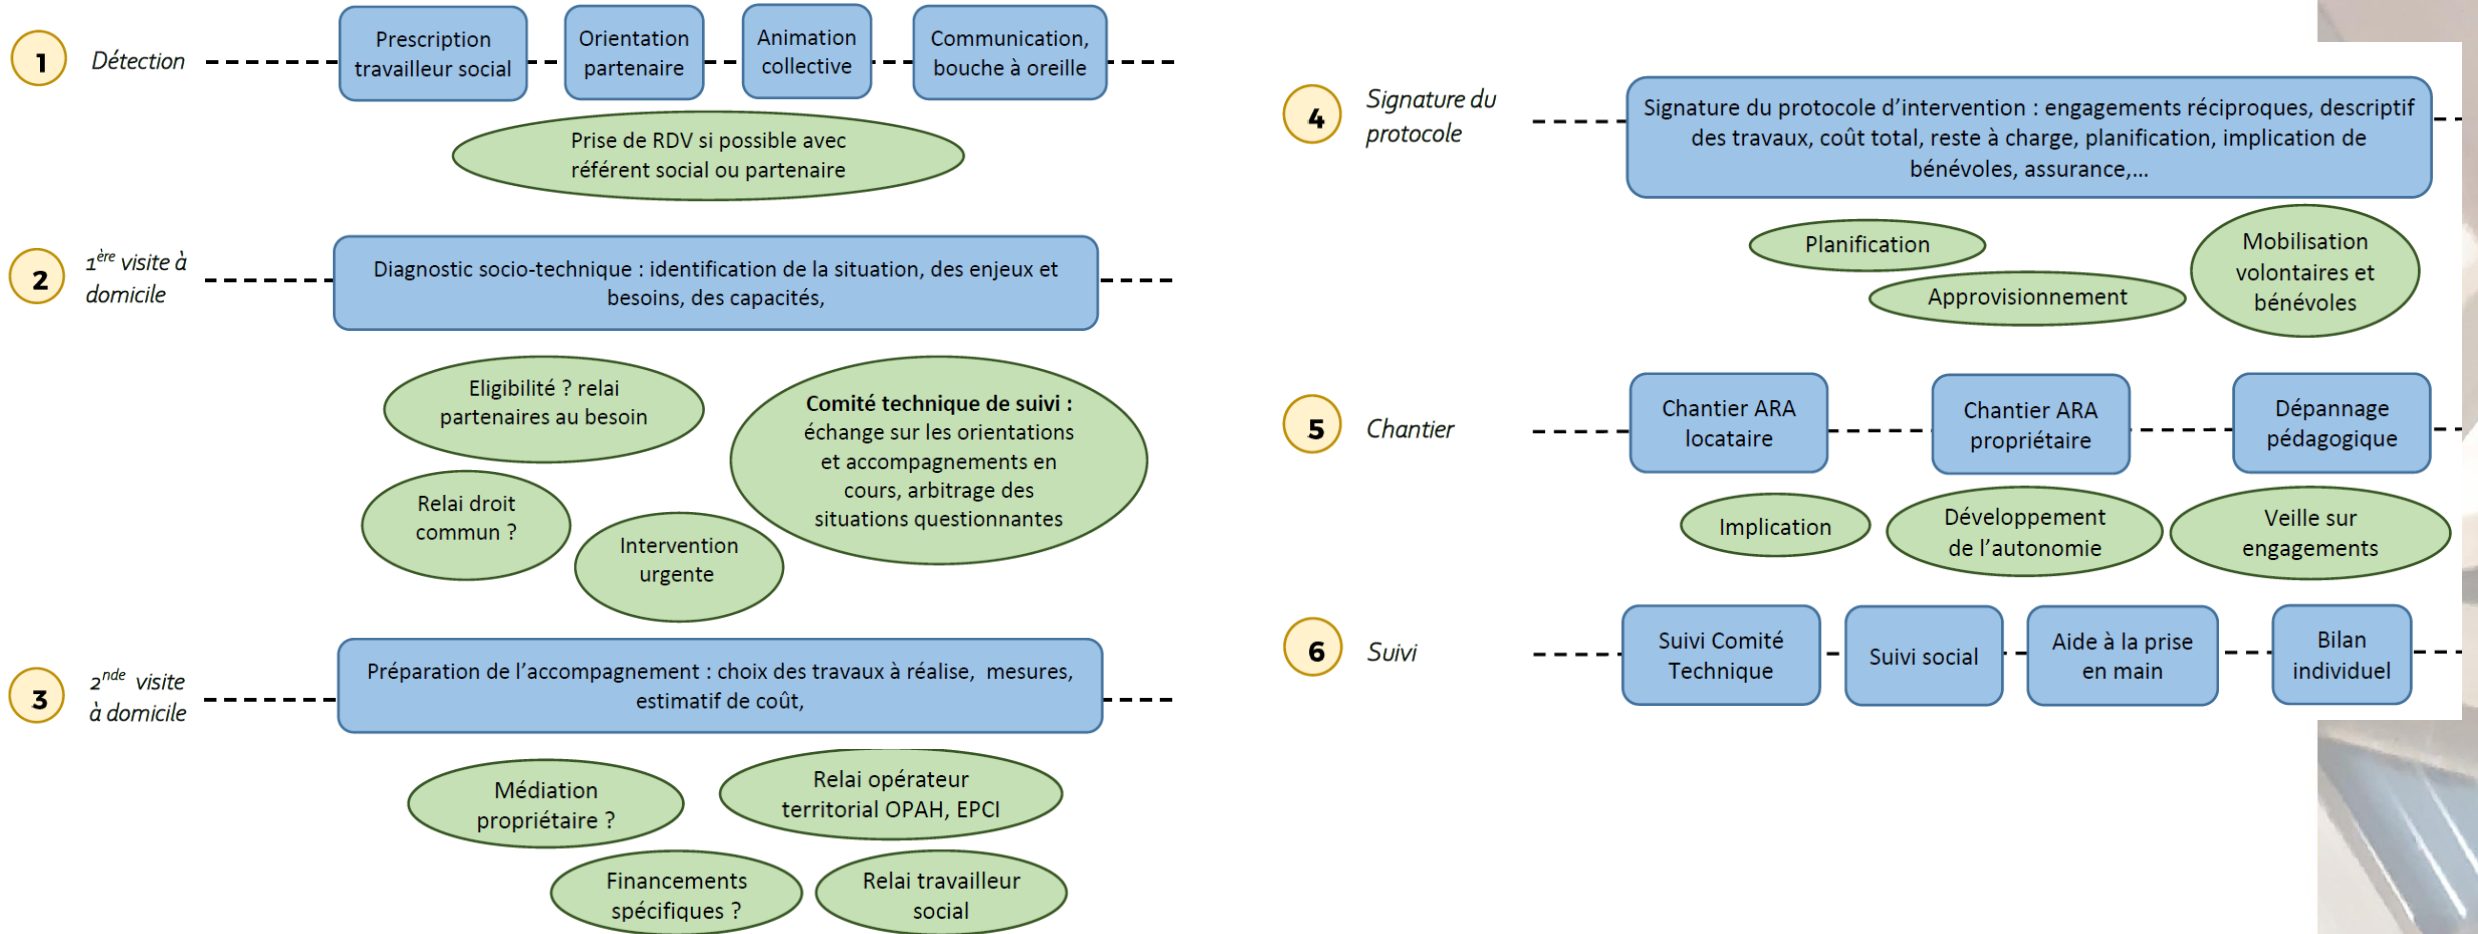 1
Détection
Prescription
travailleur social
Orientation
partenaire
Animation
collective
Communication,
bouche à oreille
Prise de RDV si possible avec
référent social ou partenaire
2
1ère visite à
domicile
Diagnostic socio-technique : identification de la situation, des enjeux et
besoins, des capacités,
Eligibilité ? relai
partenaires au besoin
Comité technique de suivi :
échange sur les orientations
et accompagnements en
cours, arbitrage des
situations questionnantes
Relai droit
commun ?
Intervention
urgente
3
2nde visite
à domicile
Préparation de l’accompagnement : choix des travaux à réalise, mesures,
estimatif de coût,
Médiation
propriétaire ?
Relai opérateur
territorial OPAH, EPCI
Financements
spécifiques ?
Relai travailleur
social
4
Signature du
protocole
Signature du protocole d’intervention : engagements réciproques, descriptif
des travaux, coût total, reste à charge, planification, implication de
bénévoles, assurance,...
Planification
Approvisionnement
Mobilisation
volontaires et
bénévoles
5
Chantier
Chantier ARA
locataire
Chantier ARA
propriétaire
Dépannage
pédagogique
Implication
Développement
de l’autonomie
Veille sur
engagements
6
Suivi
Suivi Comité
Technique
Suivi social
Aide à la prise
en main
Bilan
individuel